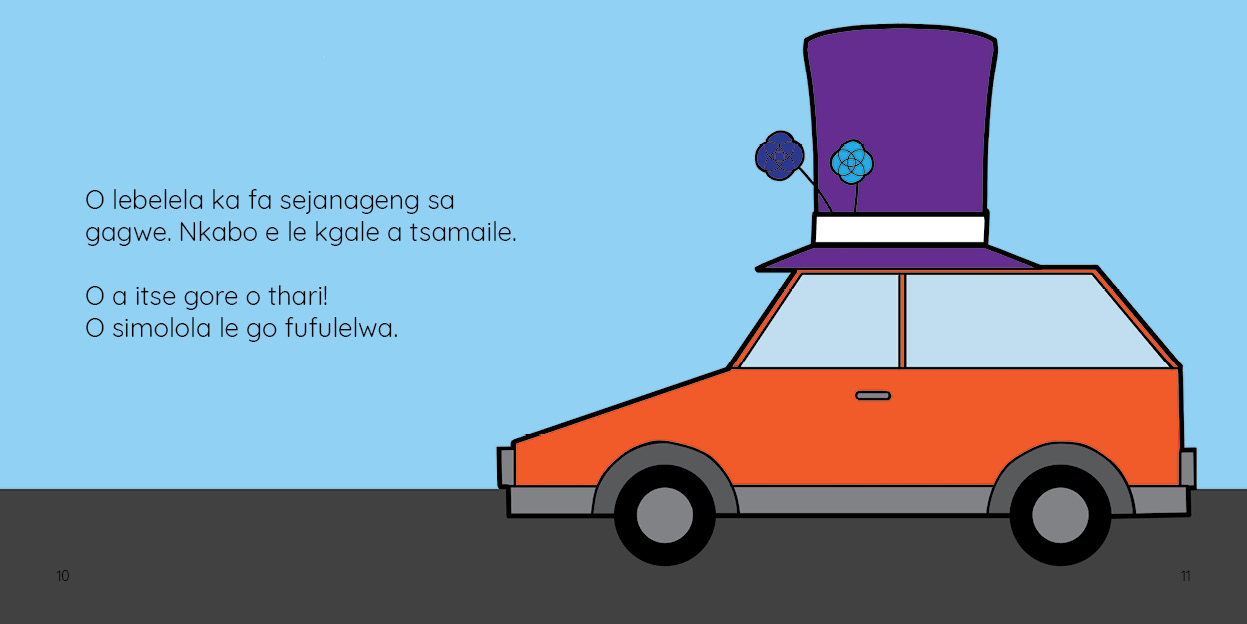 O lebelela ka fa sejanageng sa
gagwe. Nkabo e le kgale a tsamaile.
O a itse gore o thari!
O simolola le go fufulelwa.
10
11